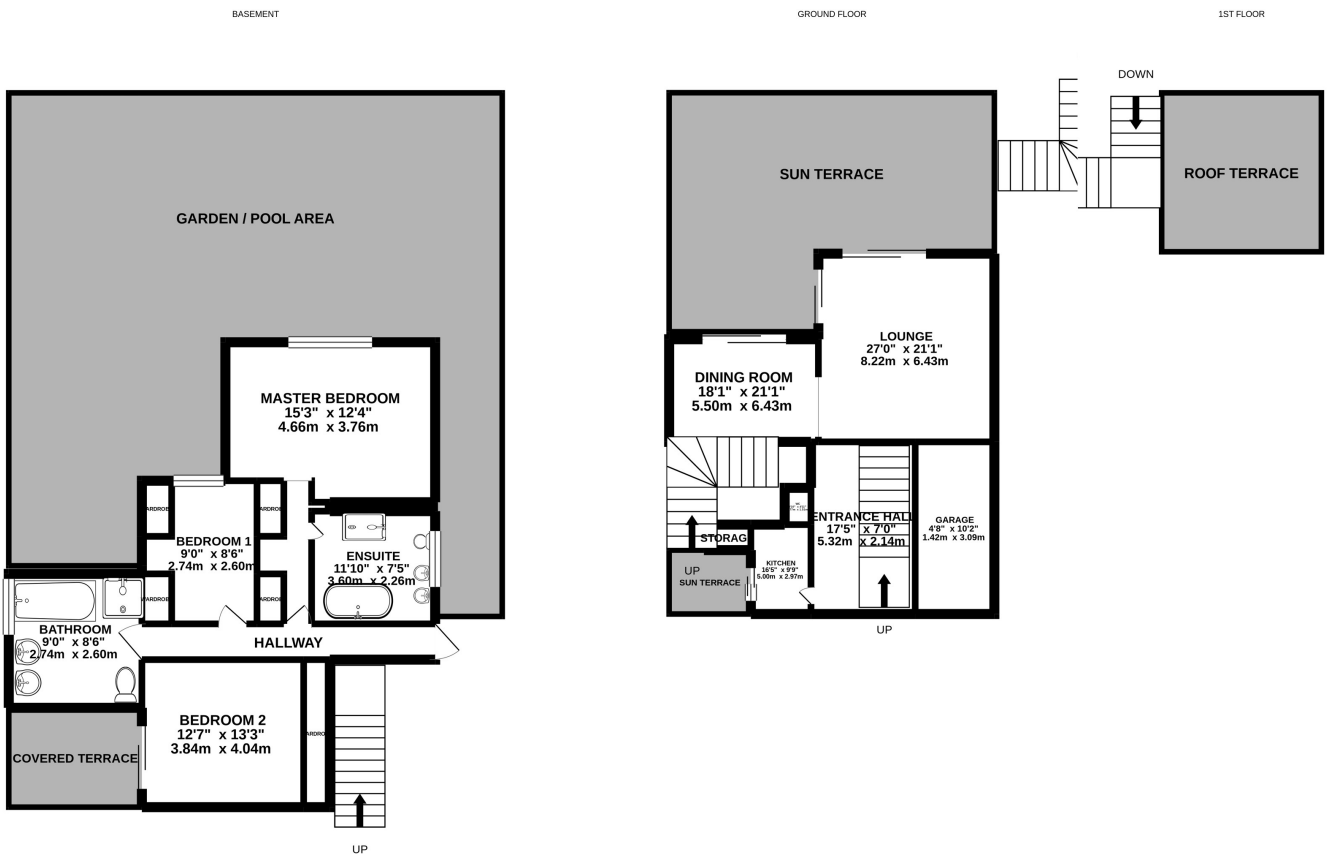 BASEMENT
GARDEN / POOL AREA
MASTER BEDROOM
15'3" x 12'4"
4.66m x 3.76m
BEDROOM 1
9'0" x 8'6"
2.74m x 2.60m
ENSUITE
11'10" x 7'5"
3.60m x 2.26m
BATHROOM
9'0" x 8'6"
2.74m x 2.60m
HALLWAY
BEDROOM 2
12'7" x 13'3"
3.84m x 4.04m
COVERED TERRACE
UP
GROUND FLOOR
SUN TERRACE
LOUNGE
27'0" x 21'1"
8.22m x 6.43m
DINING ROOM
18'1" x 21'1"
5.50m x 6.43m
ENTRANCE HALL
17'5" x 7'0"
5.32m x 2.14m
GARAGE
4'8" x 10'2"
1.42m x 3.09m
STORAG
KITCHEN
16'5" x 9'9"
5.00m x 2.97m
UP
SUN TERRACE
UP
1ST FLOOR
DOWN
ROOF TERRACE